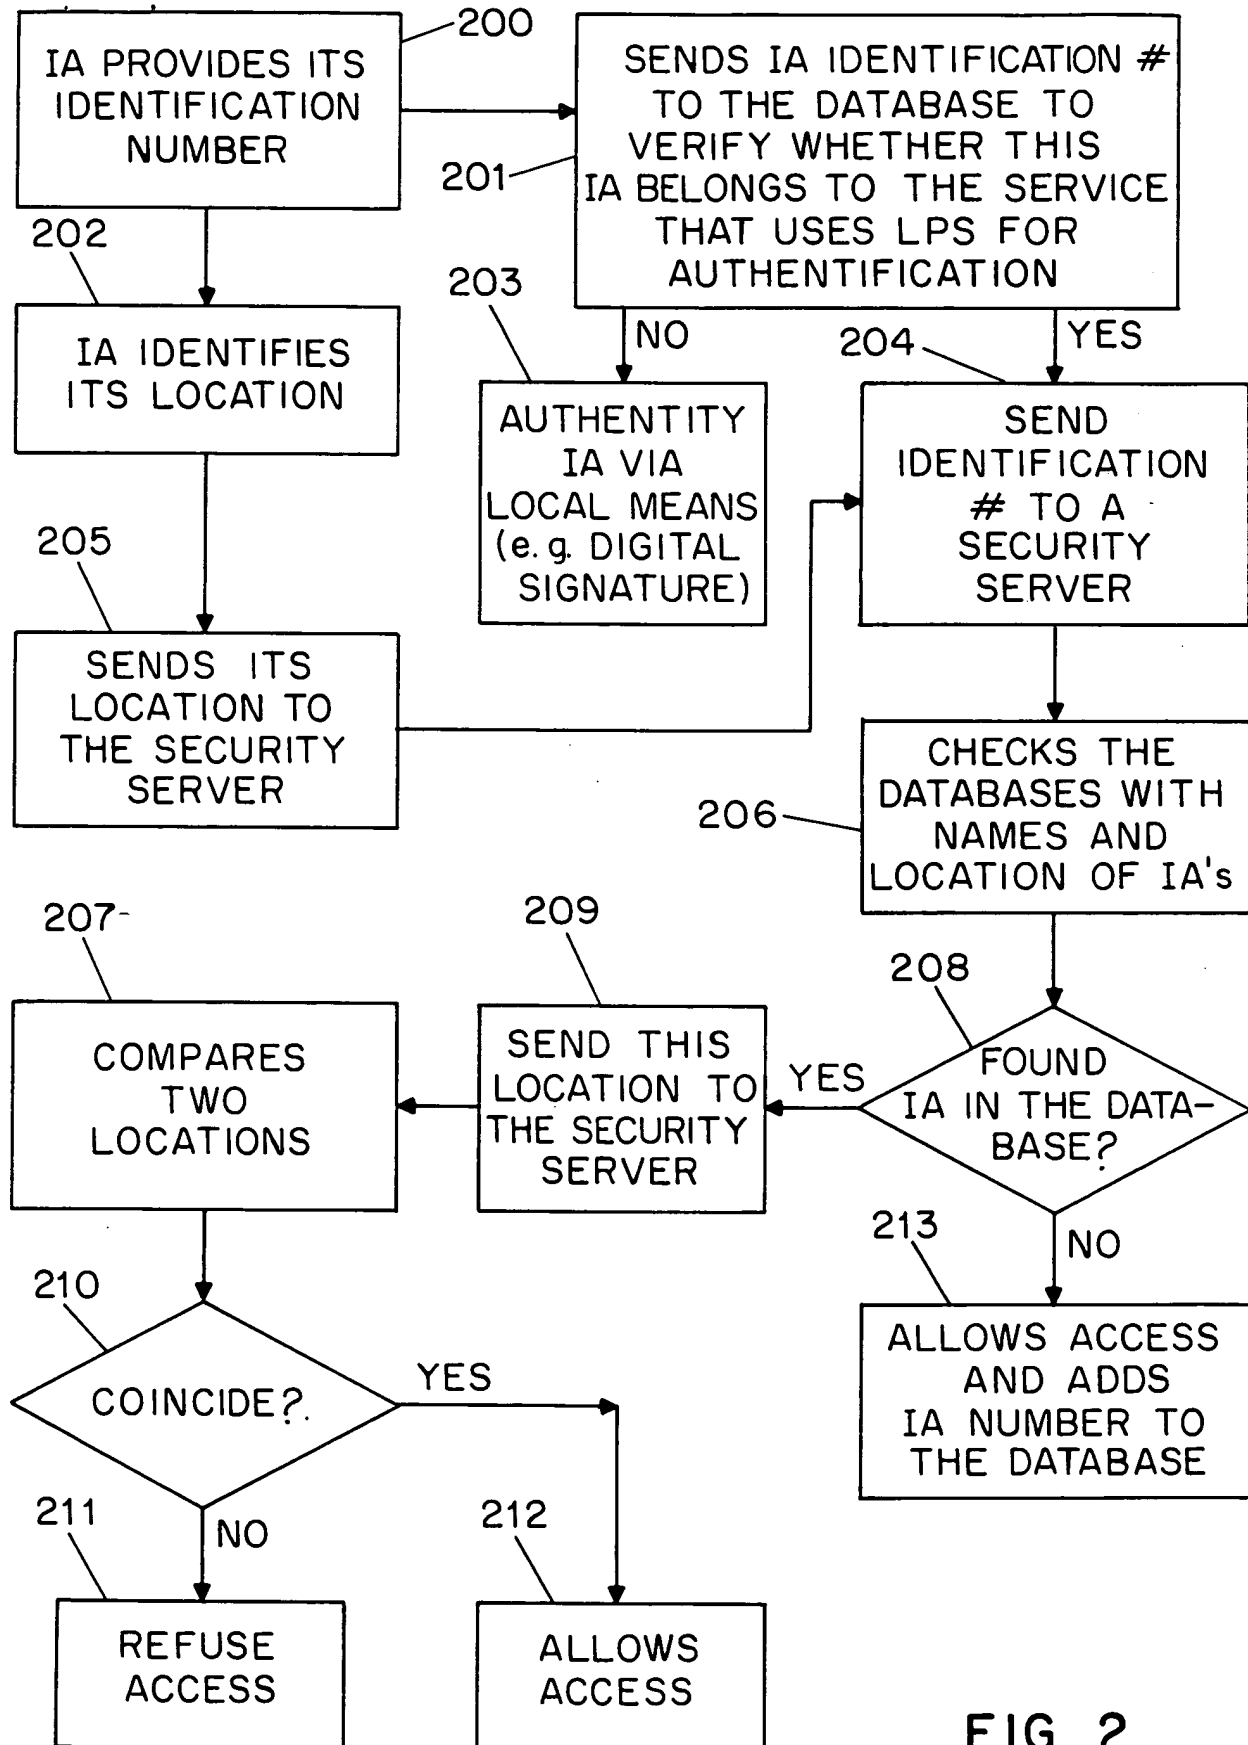 200
IA PROVIDES ITS
IDENTIFICATION
NUMBER
SENDS IA IDENTIFICATION #
TO THE DATABASE TO
VERIFY WHETHER THIS
IA BELONGS TO THE SERVICE
THAT USES LPS FOR
AUTHENTIFICATION
201
202
IA IDENTIFIES
ITS LOCATION
203
NO
YES
204
AUTHENTITY
IA VIA
LOCAL MEANS
(e.g. DIGITAL
SIGNATURE)
SEND
IDENTIFICATION
# TO A
SECURITY
SERVER
205
SENDS ITS
LOCATION TO
THE SECURITY
SERVER
206
CHECKS THE
DATABASES WITH
NAMES AND
LOCATION OF IA's
207
COMPARES
TWO
LOCATIONS
209
SEND THIS
LOCATION TO
THE SECURITY
SERVER
YES
208
FOUND
IA IN THE DATA-
BASE?
NO
213
ALLOWS ACCESS
AND ADDS
IA NUMBER TO
THE DATABASE
210
COINCIDE?
YES
NO
211
REFUSE
ACCESS
212
ALLOWS
ACCESS
FIG 2